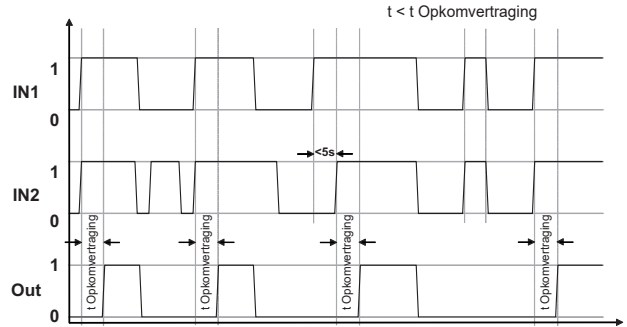 t < t Opkomvertraging
1
IN1
0
<5s
1
IN2
0
t Opkomvertraging
t Opkomvertraging
t Opkomvertraging
t Opkomvertraging
1
Out
0